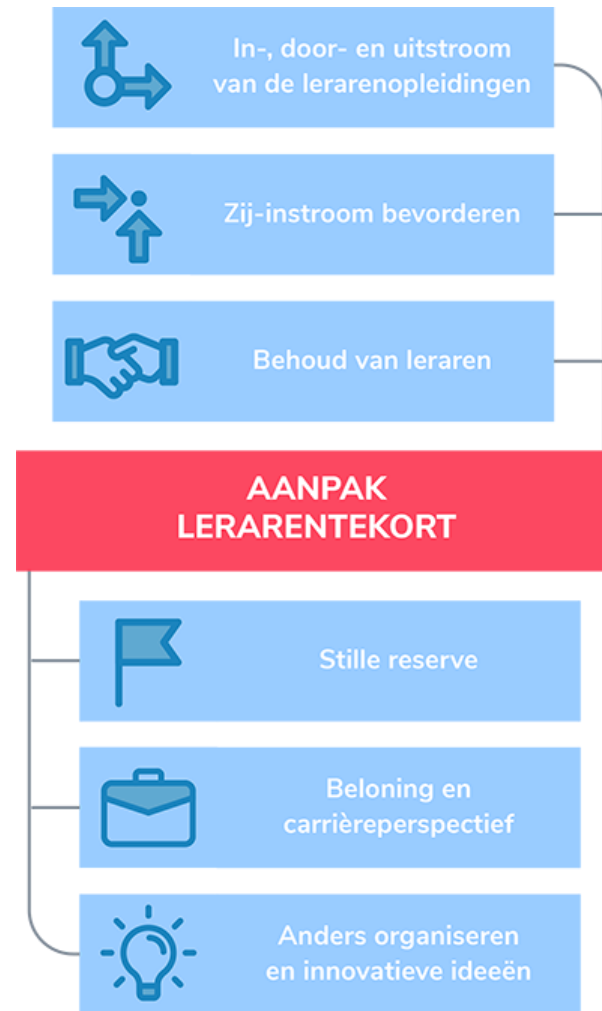 In-, door- en uitstroom
van de lerarenopleidingen
Zij-instroom bevorderen
Behoud van leraren
AANPAK
LERARENTEKORT
Stille reserve
Beloning en
carrièreperspectief
Anders organiseren
en innovatieve ideeën